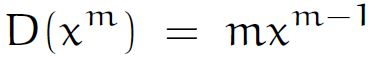 D(x^m) = mx^{m-1}